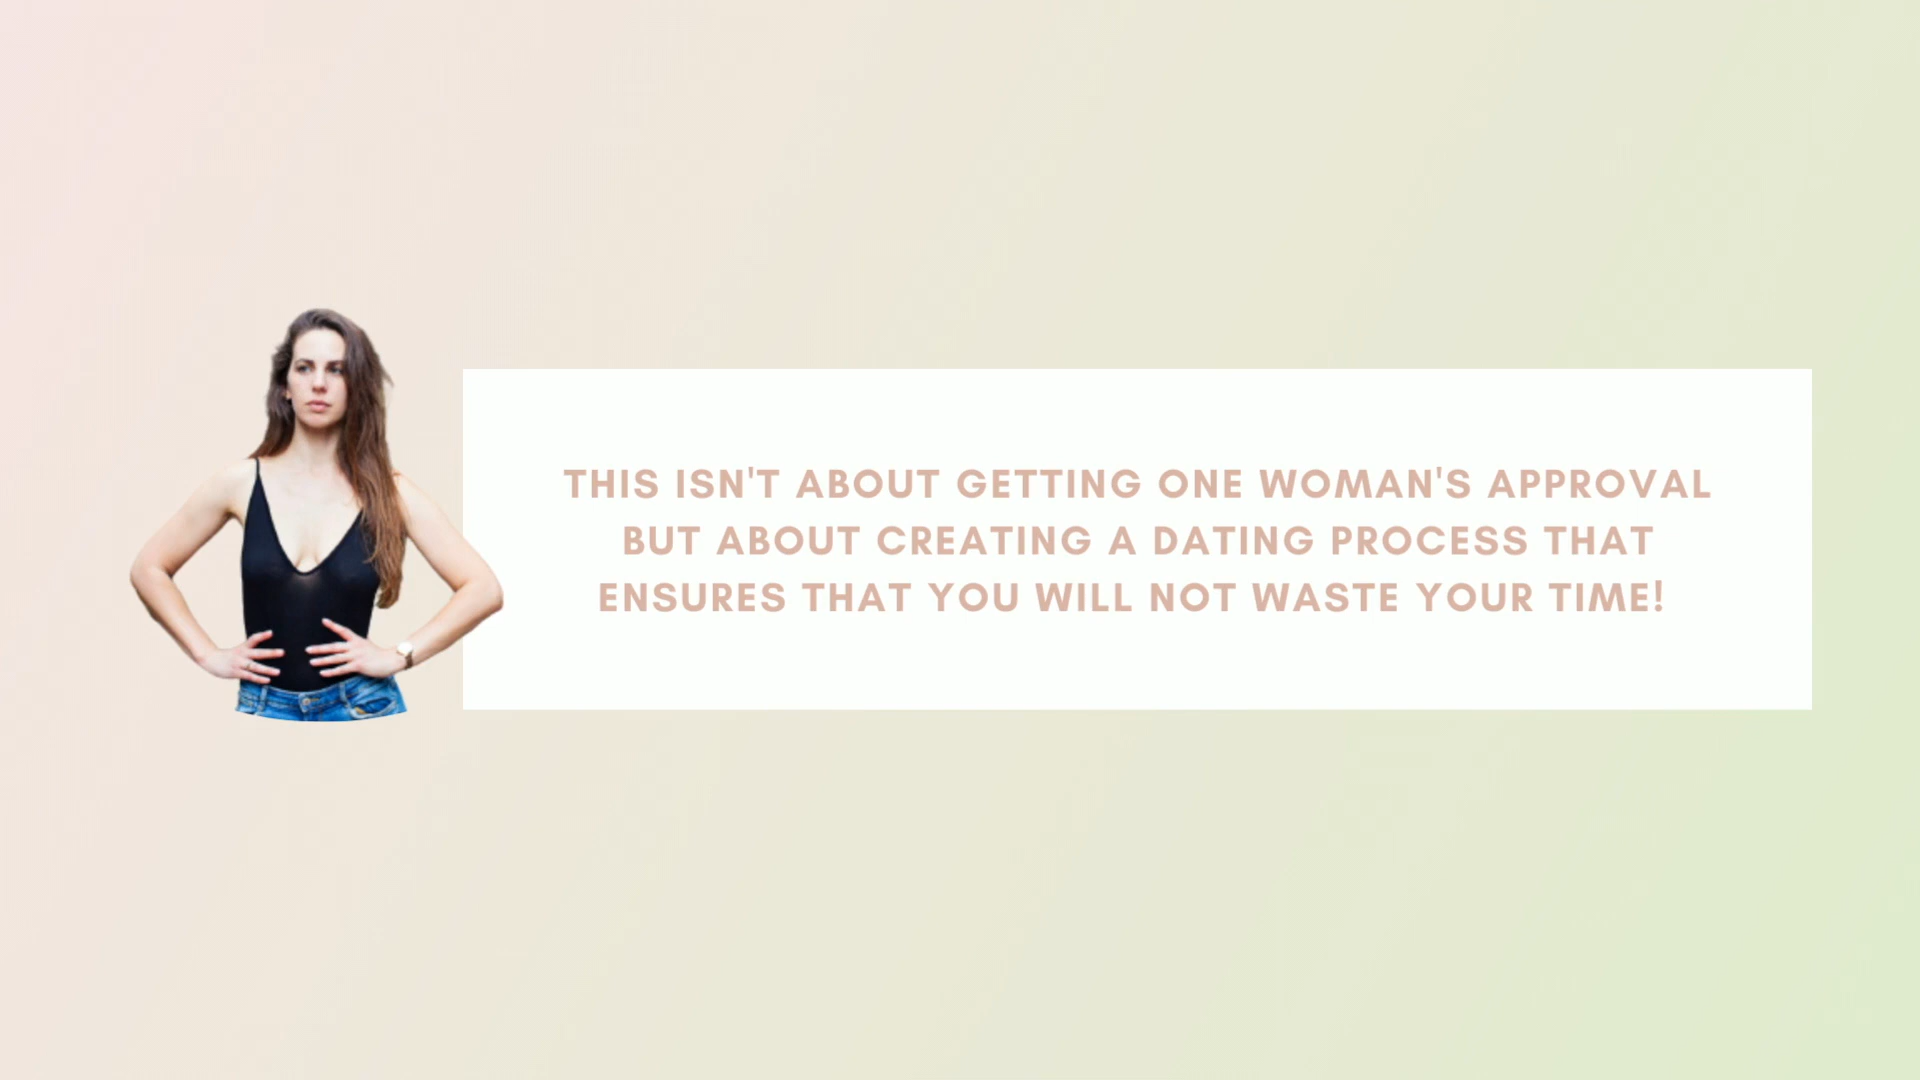 THIS ISN'T ABOUT GETTING ONE WOMAN'S APPROVAL
BUT ABOUT CREATING A DATING PROCESS THAT
ENSURES THAT YOU WILL NOT WASTE YOUR TIME!